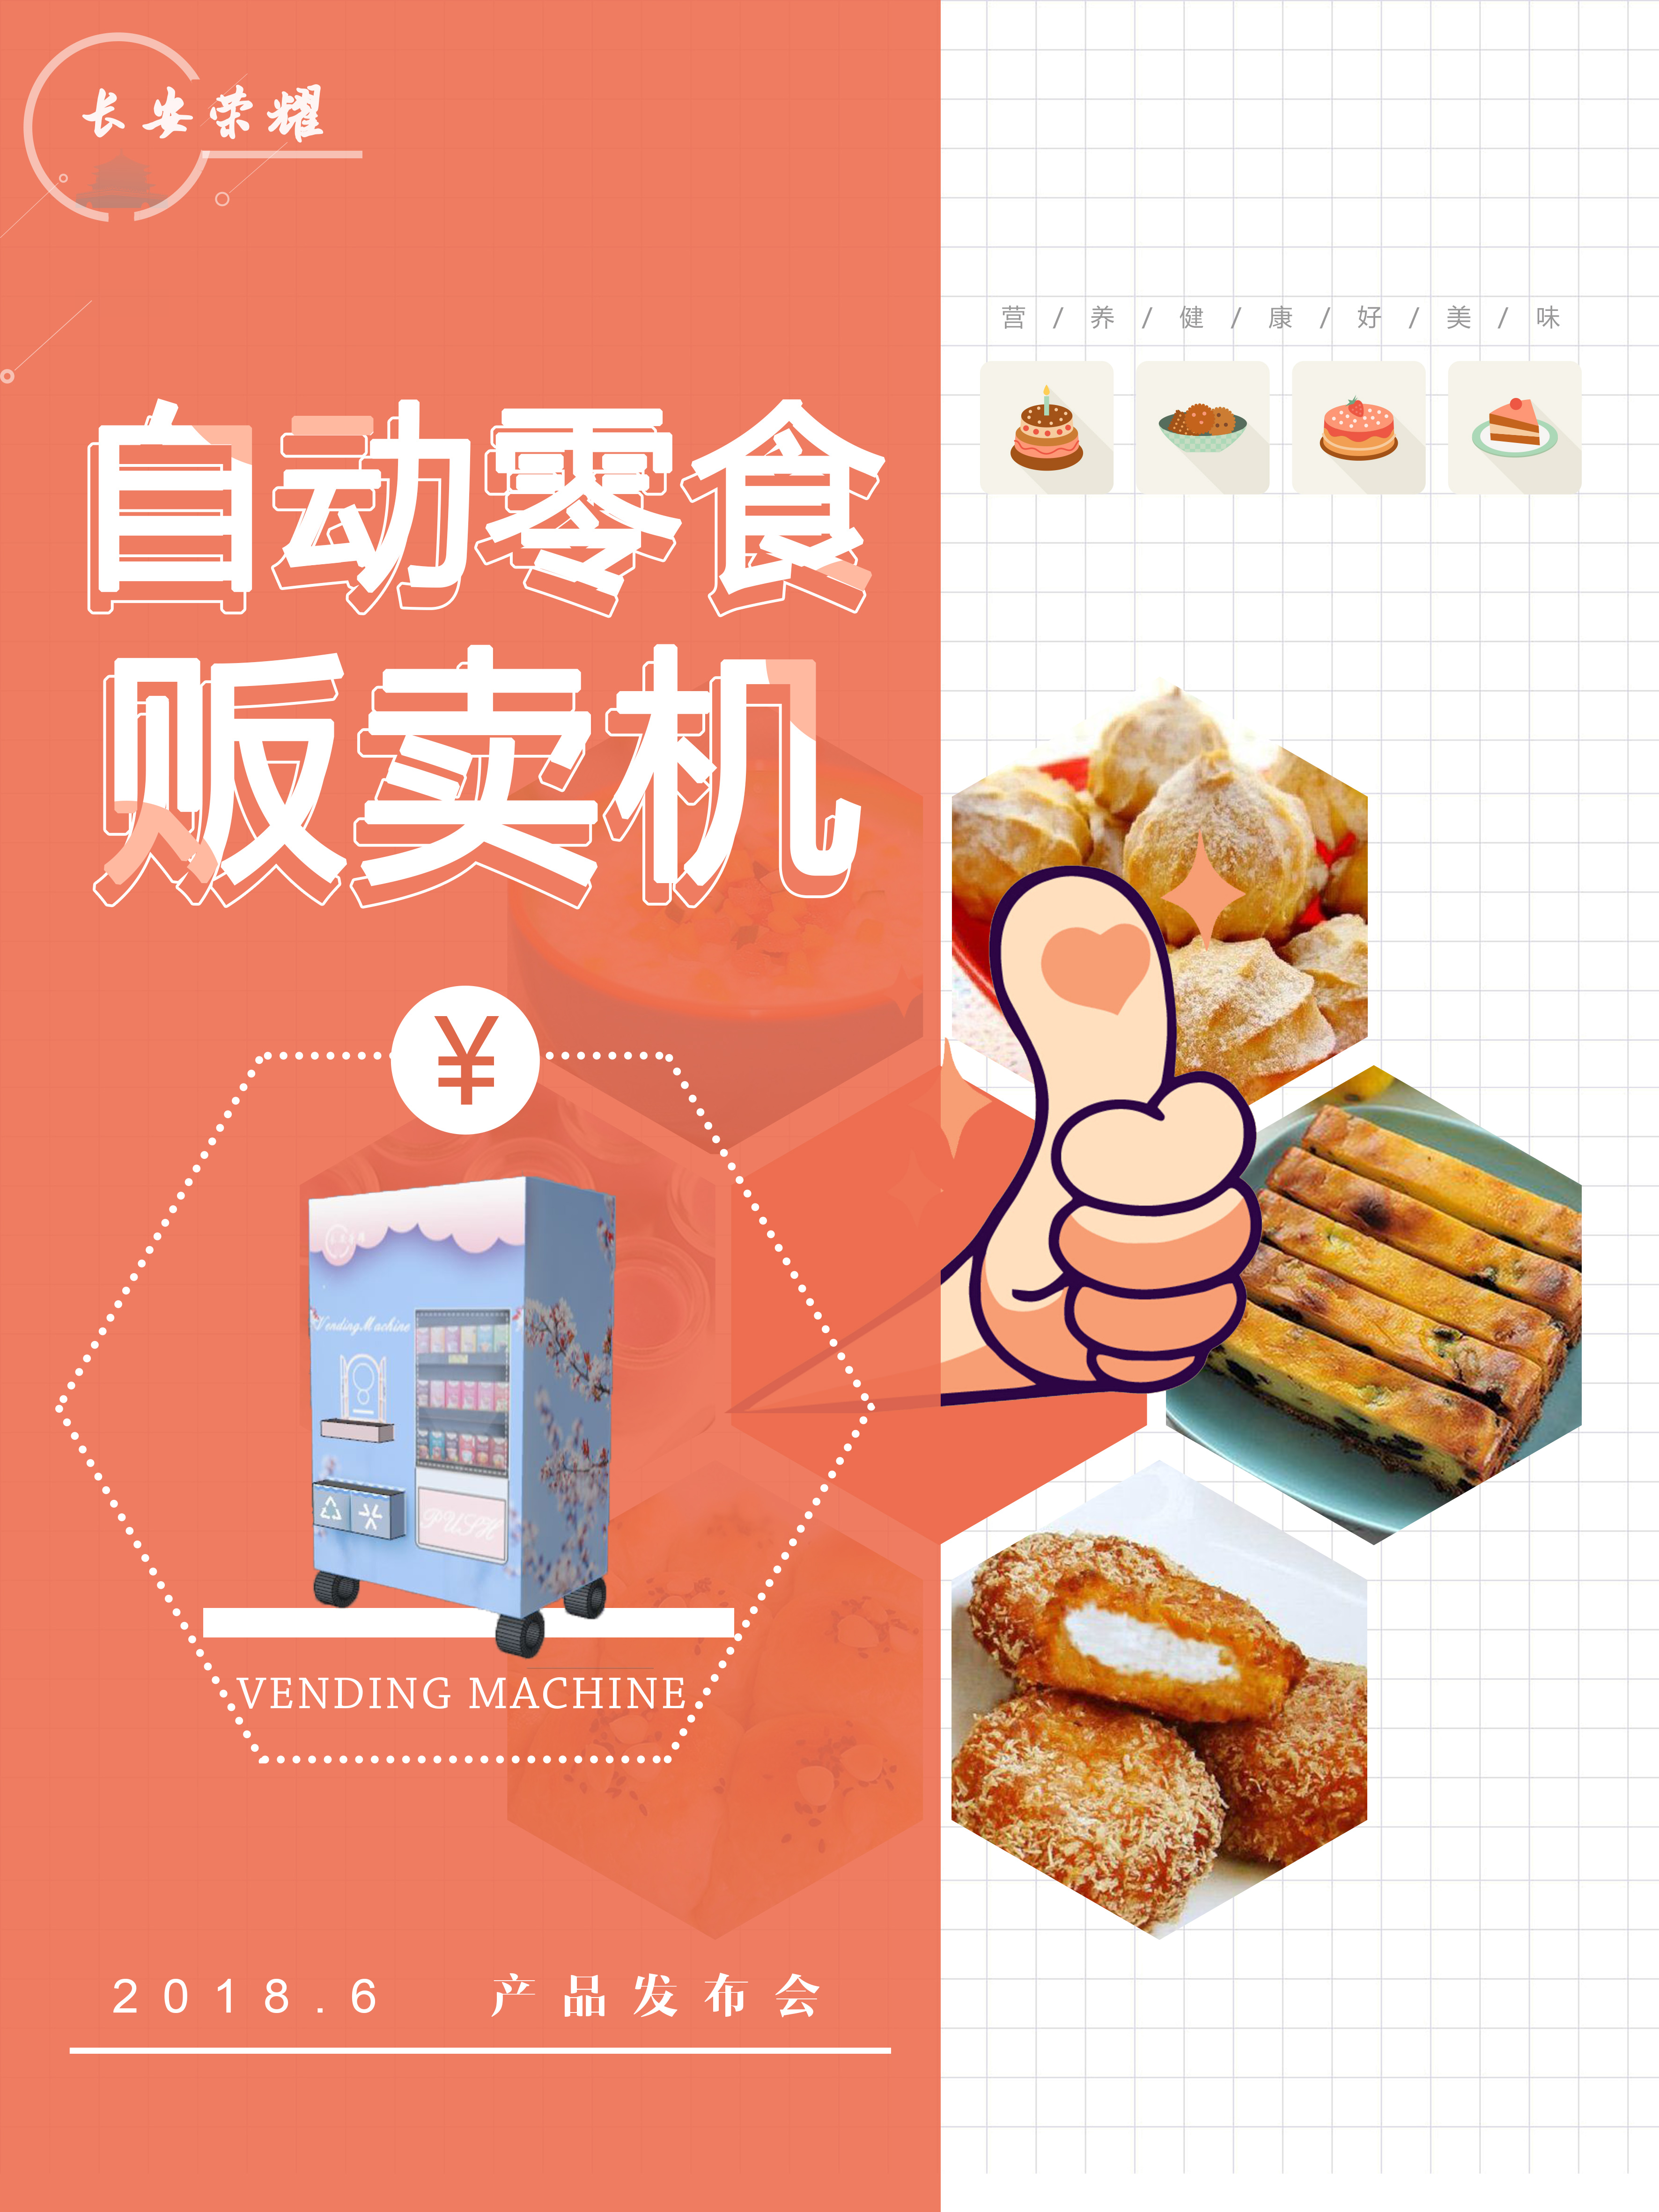 长安荣耀
营/养/健/康/好/美/味
自动零食
贩卖机
¥
Vending Machine
PUSH
VENDING MACHINE
2018.6 产品发布会